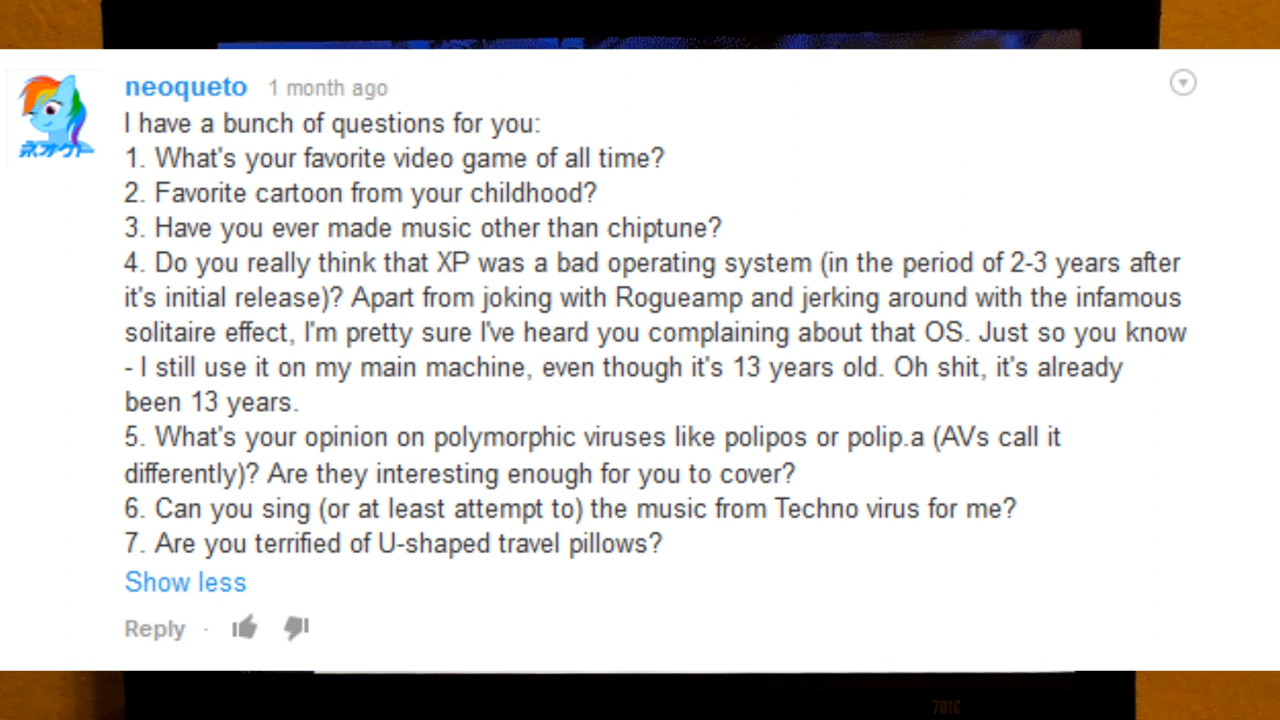 neoqueto 1 month ago
I have a bunch of questions for you:
1. What's your favorite video game of all time?
2. Favorite cartoon from your childhood?
3. Have you ever made music other than chiptune?
4. Do you really think that XP was a bad operating system (in the period of 2-3 years after
it's initial release)? Apart from joking with Rogueamp and jerking around with the infamous
solitaire effect, I'm pretty sure I've heard you complaining about that OS. Just so you know
- I still use it on my main machine, even though it's 13 years old. Oh shit, it's already
been 13 years.
5. What's your opinion on polymorphic viruses like polipos or polip.a (AVs call it
differently)? Are they interesting enough for you to cover?
6. Can you sing (or at least attempt to) the music from Techno virus for me?
7. Are you terrified of U-shaped travel pillows?
Show less
Reply ·
ネオクト